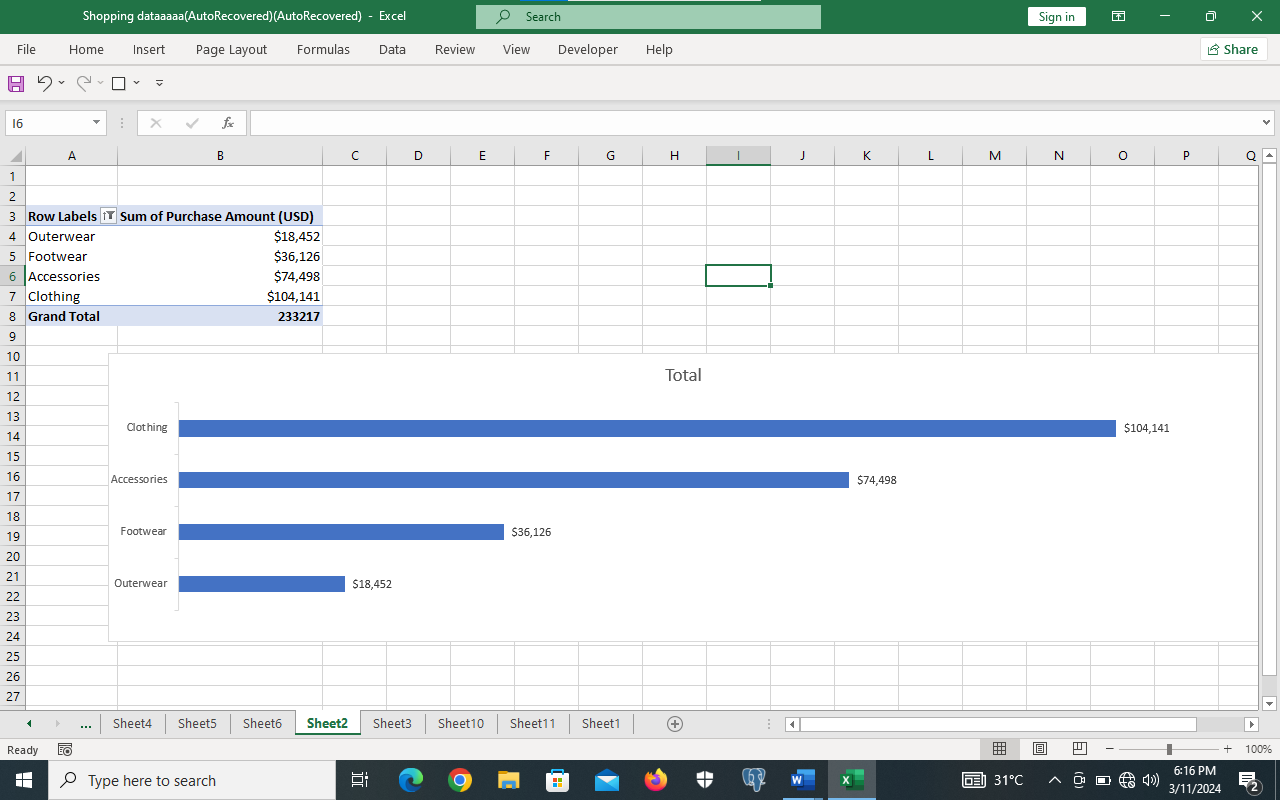 Shopping dataaaaa(AutoRecovered)(AutoRecovered) - Excel
Search
Sign in
File Home Insert Page Layout Formulas Data Review View Developer Help
Share
I6
fx
A B C D E F G H I J K L M N O P Q
1
2
3 Row Labels Sum of Purchase Amount (USD)
4 Outerwear $18,452
5 Footwear $36,126
6 Accessories $74,498
7 Clothing $104,141
8 Grand Total 233217
9
10
11 Total
12
13
Clothing $104,141
14
15
16 Accessories $74,498
17
18
19 Footwear $36,126
20
21
Outerwear $18,452
22
23
24
25
26
27
... Sheet4 Sheet5 Sheet6 Sheet2 Sheet3 Sheet10 Sheet11 Sheet1
Ready
100%
Type here to search
31°C
6:16 PM
3/11/2024
2